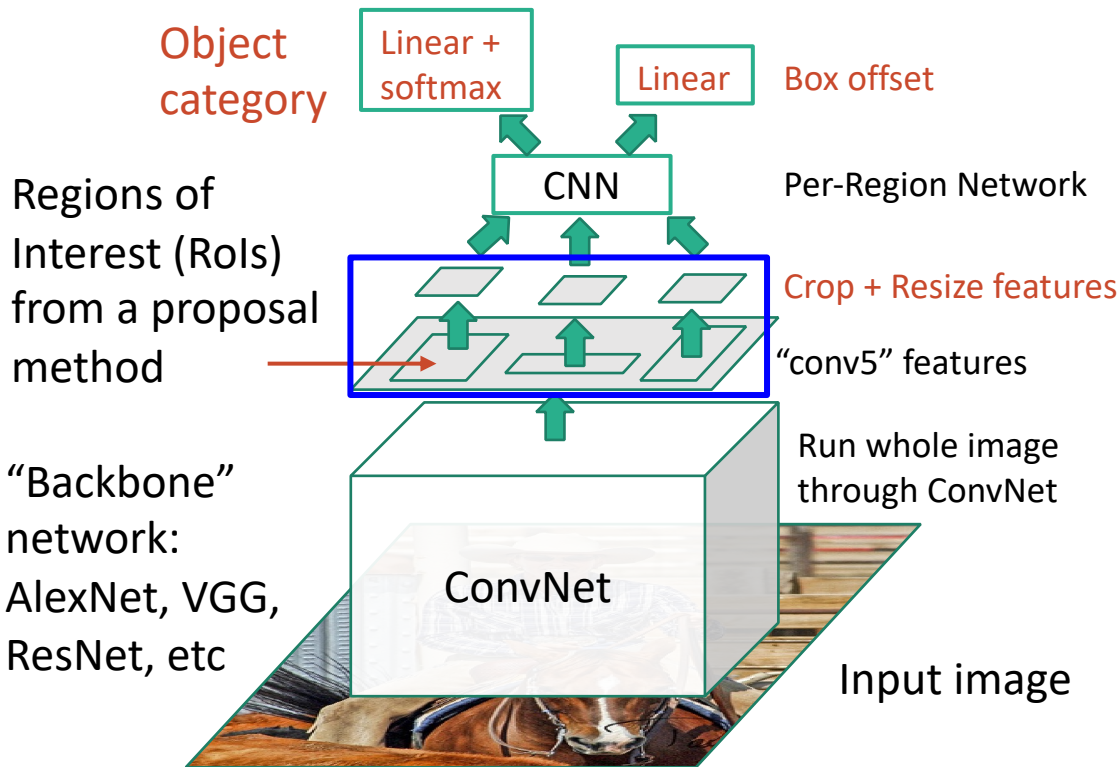 Object
category
Linear +
softmax
Linear
Box offset
CNN
Per-Region Network
Regions of
Interest (RoIs)
from a proposal
method
Crop + Resize features
“conv5” features
Run whole image
through ConvNet
“Backbone”
network:
AlexNet, VGG,
ResNet, etc
ConvNet
Input image